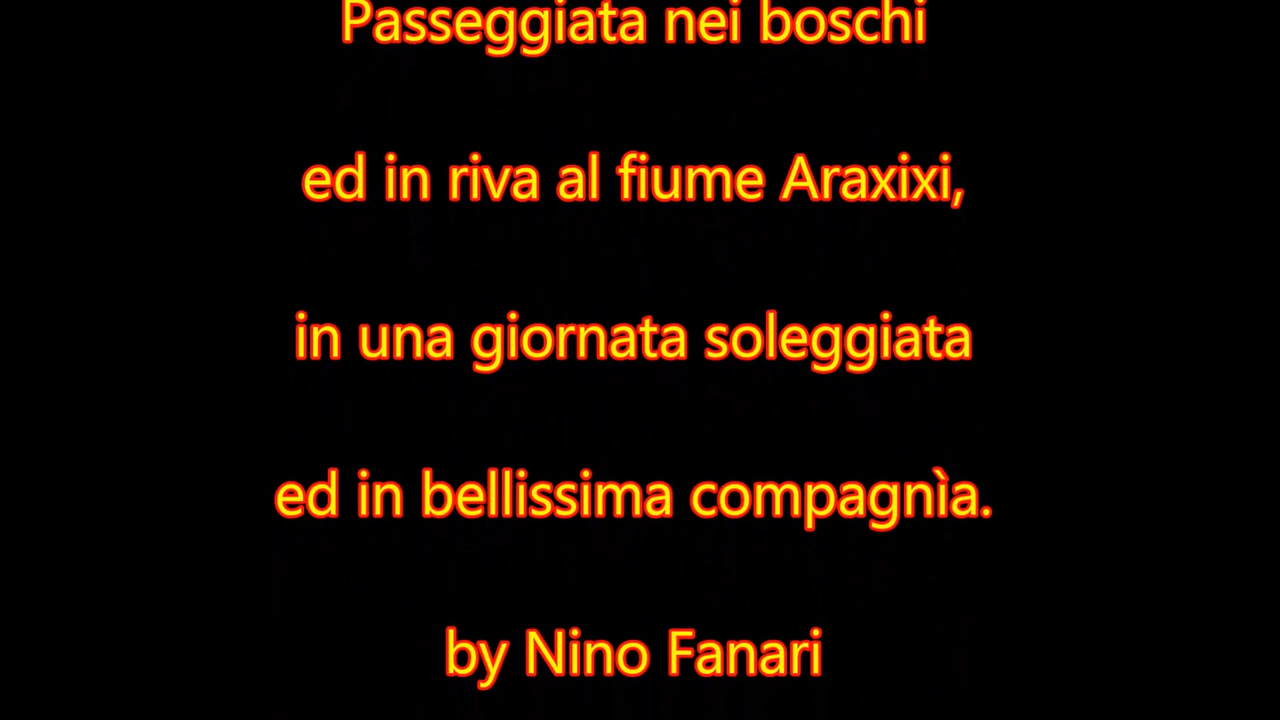 Passeggiata nei boschi
ed in riva al fiume Araxixi,
in una giornata soleggiata
ed in bellissima compagnìa.
by Nino Fanari